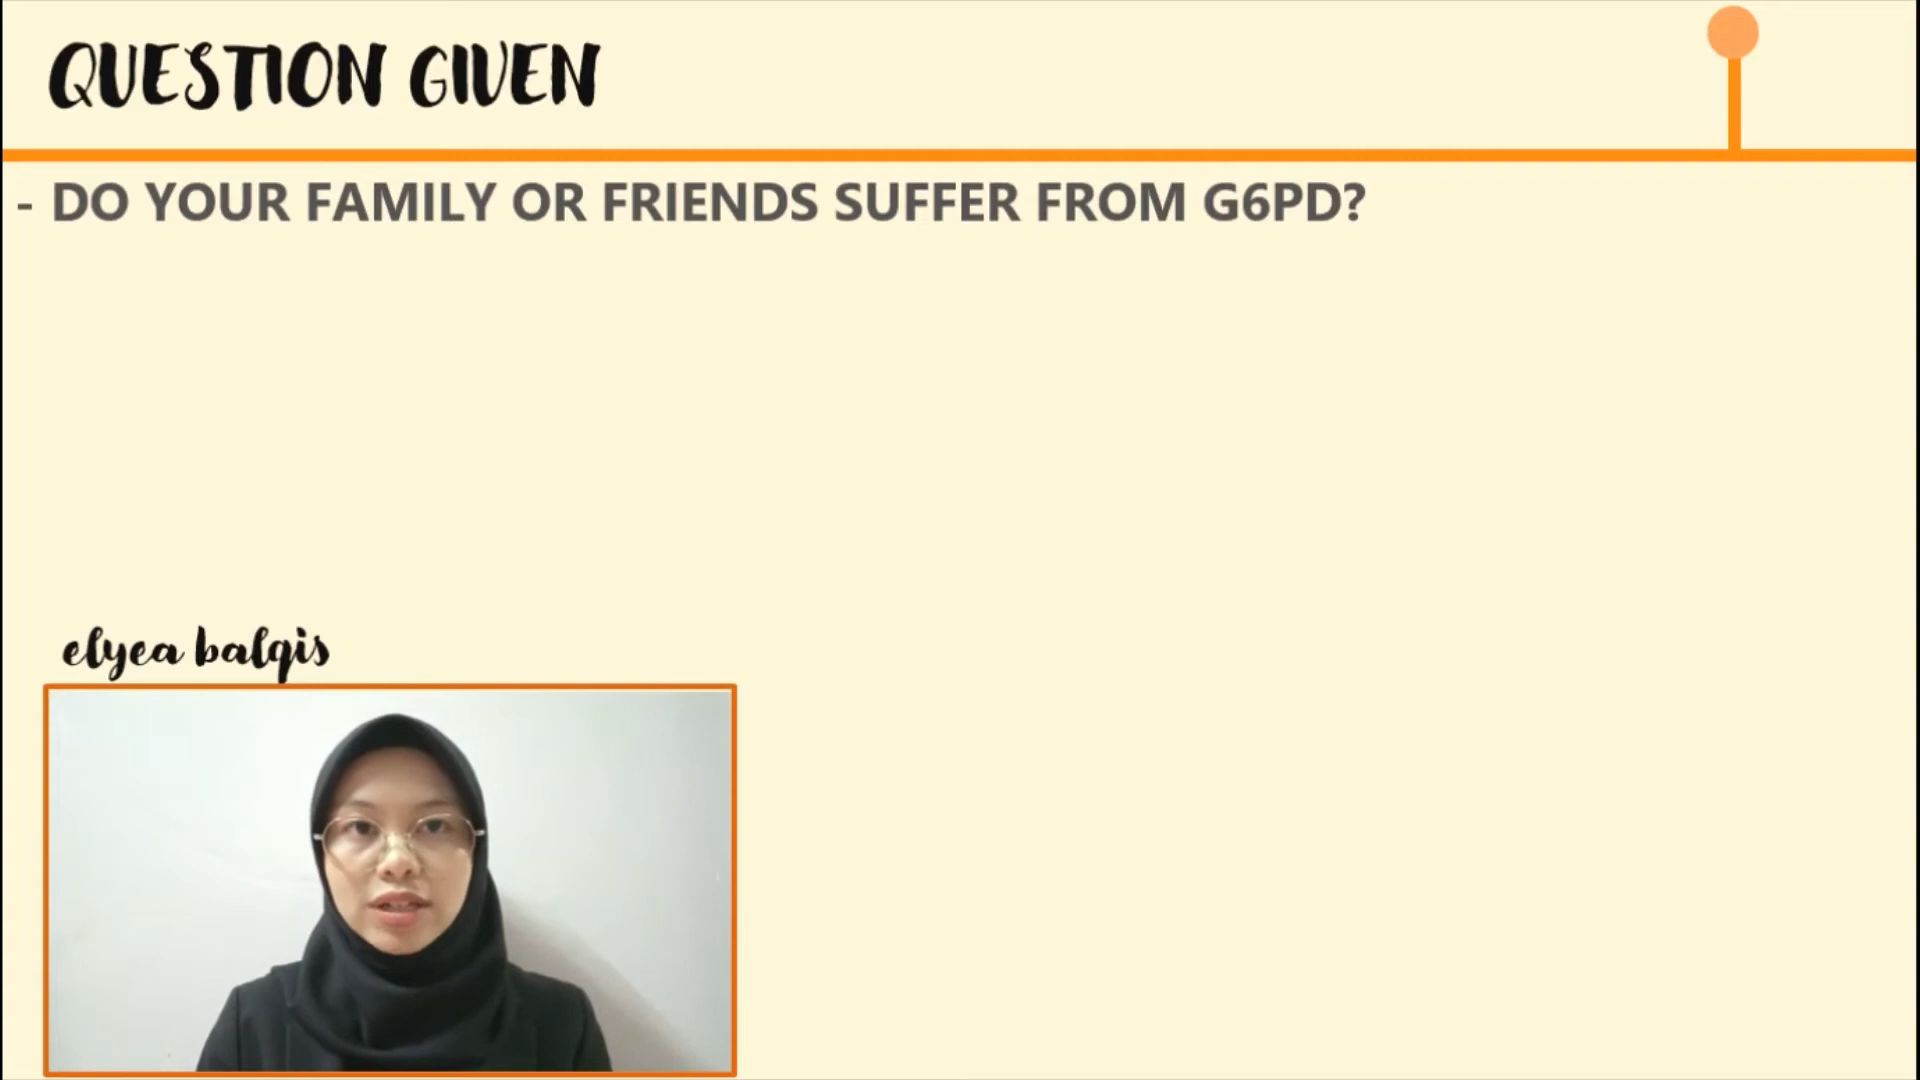 QUESTION GIVEN
- DO YOUR FAMILY OR FRIENDS SUFFER FROM G6PD?
elyea balqis